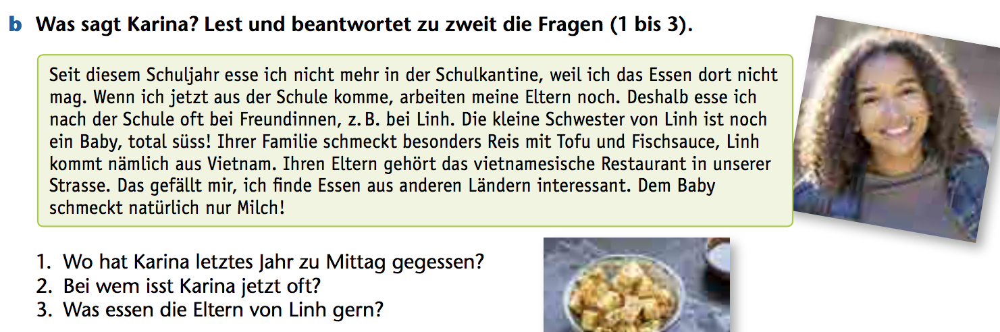 b Was sagt Karina? Lest und beantwortet zu zweit die Fragen (1 bis 3).
Seit diesem Schuljahr esse ich nicht mehr in der Schulkantine, weil ich das Essen dort nicht
mag. Wenn ich jetzt aus der Schule komme, arbeiten meine Eltern noch. Deshalb esse ich
nach der Schule oft bei Freundinnen, z. B. bei Linh. Die kleine Schwester von Linh ist noch
ein Baby, total süss! Ihrer Familie schmeckt besonders Reis mit Tofu und Fischsauce, Linh
kommt nämlich aus Vietnam. Ihren Eltern gehört das vietnamesische Restaurant in unserer
Strasse. Das gefällt mir, ich finde Essen aus anderen Ländern interessant. Dem Baby
schmeckt natürlich nur Milch!
1. Wo hat Karina letztes Jahr zu Mittag gegessen?
2. Bei wem isst Karina jetzt oft?
3. Was essen die Eltern von Linh gern?